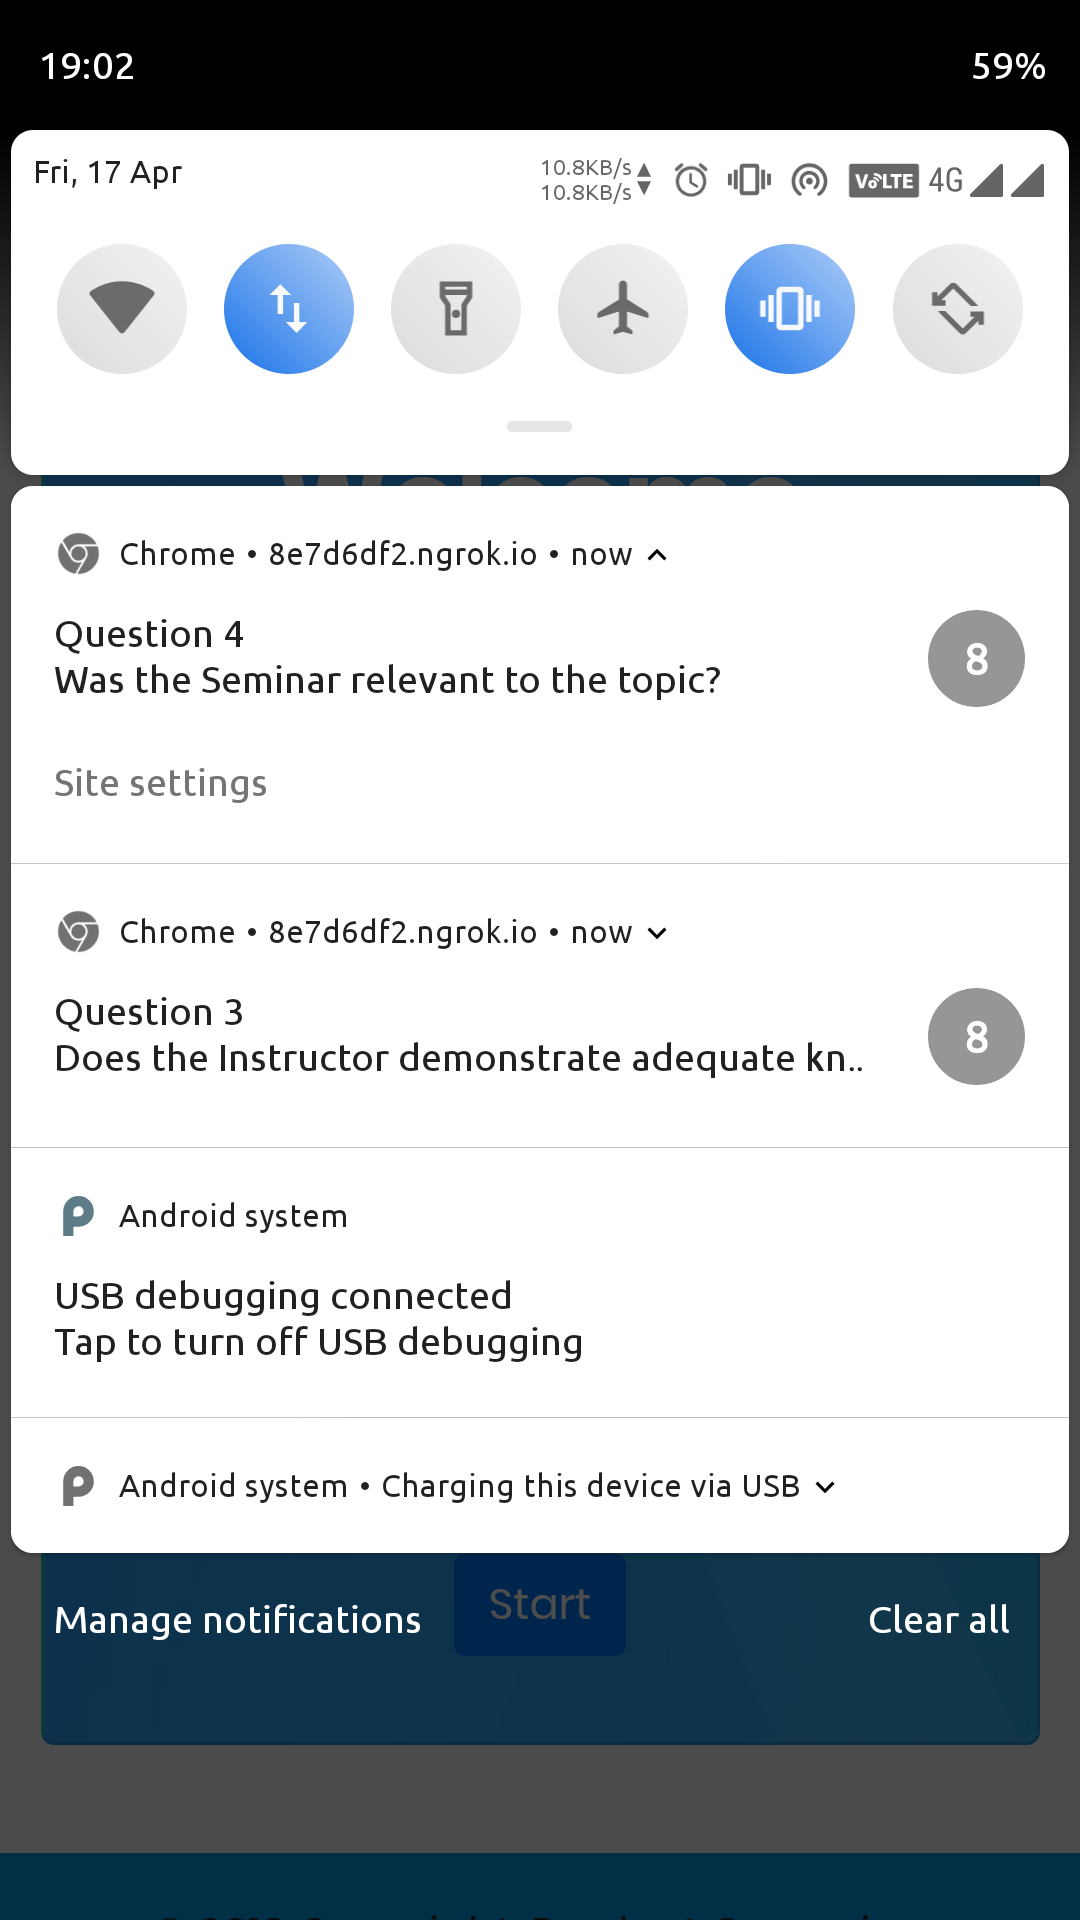 19:02 59%
Fri, 17 Apr
10.8KB/s
10.8KB/s
VoLTE 4G
Welcome
Chrome • 8e7d6df2.ngrok.io • now
Question 4
Was the Seminar relevant to the topic?
8
Site settings
Chrome • 8e7d6df2.ngrok.io • now
Question 3
Does the Instructor demonstrate adequate kn..
8
Android system
USB debugging connected
Tap to turn off USB debugging
Android system • Charging this device via USB
Start
Manage notifications Clear all